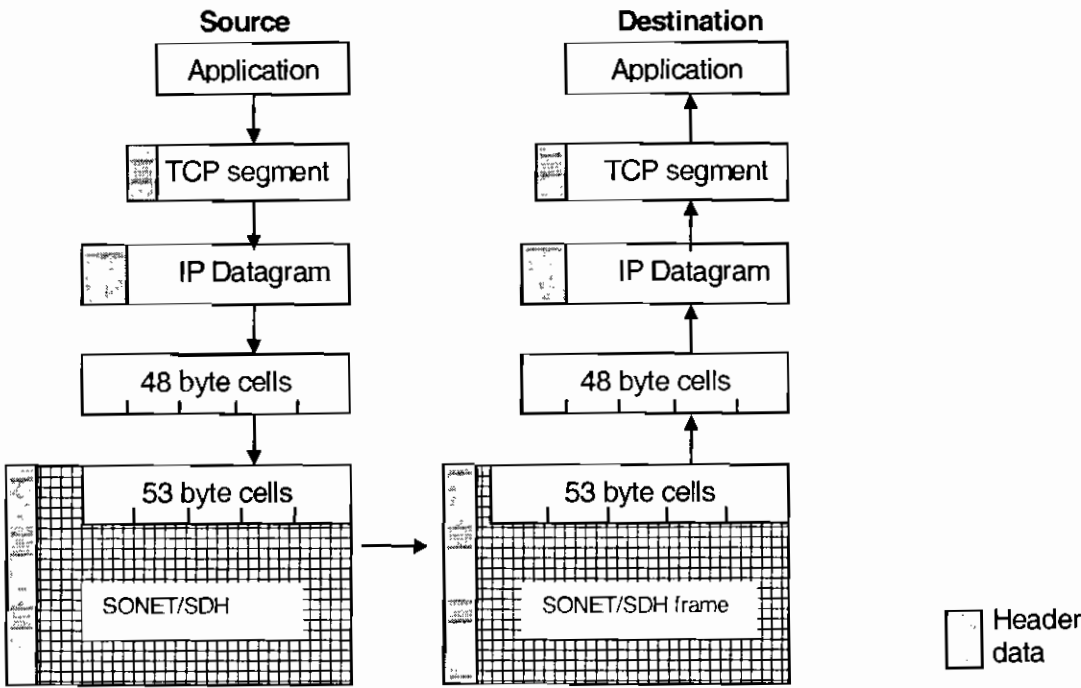 Source
Application
TCP segment
IP Datagram
48 byte cells
53 byte cells
SONET/SDH
Destination
Application
TCP segment
IP Datagram
48 byte cells
53 byte cells
SONET/SDH frame
Header
data